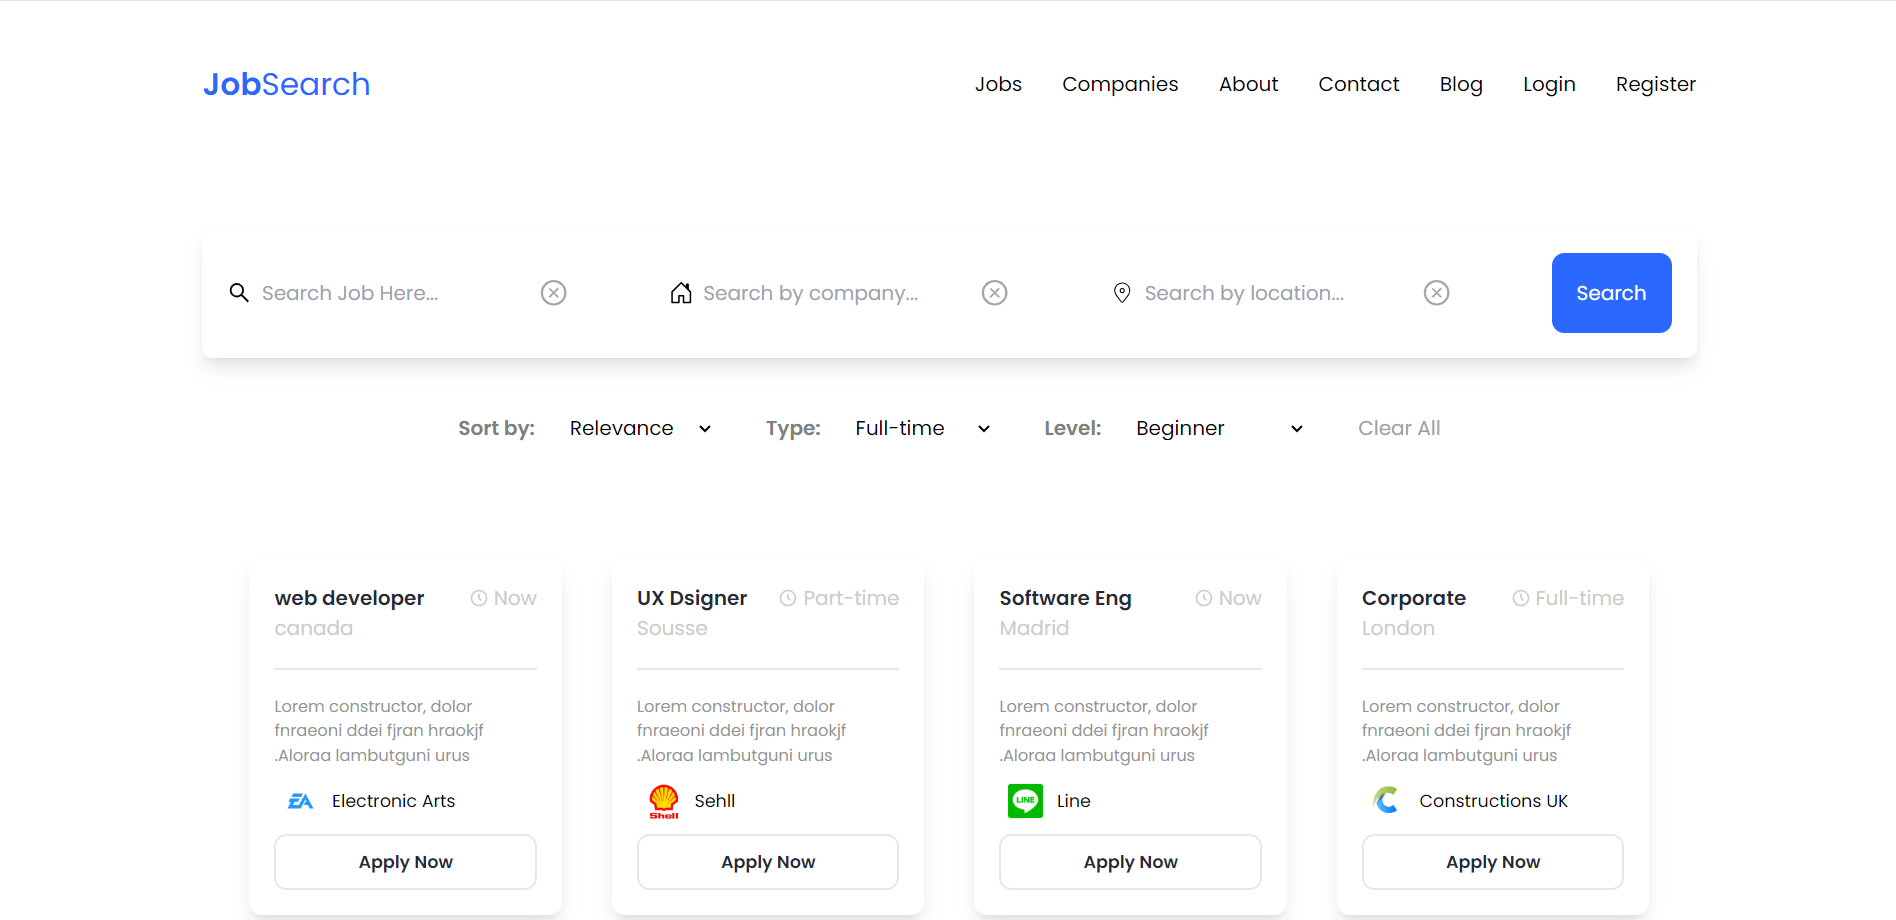 JobSearch
Jobs Companies About Contact Blog Login Register
Search Job Here... Search by company... Search by location... Search
Sort by: Relevance Type: Full-time Level: Beginner Clear All
web developer Now
canada
Lorem constructor, dolor
fnraeoni ddei fjran hraokjf
.Aloraa lambutguni urus
EA Electronic Arts
Apply Now
UX Dsigner Part-time
Sousse
Lorem constructor, dolor
fnraeoni ddei fjran hraokjf
.Aloraa lambutguni urus
Shell Sehll
Apply Now
Software Eng Now
Madrid
Lorem constructor, dolor
fnraeoni ddei fjran hraokjf
.Aloraa lambutguni urus
LINE Line
Apply Now
Corporate Full-time
London
Lorem constructor, dolor
fnraeoni ddei fjran hraokjf
.Aloraa lambutguni urus
Constructions UK
Apply Now